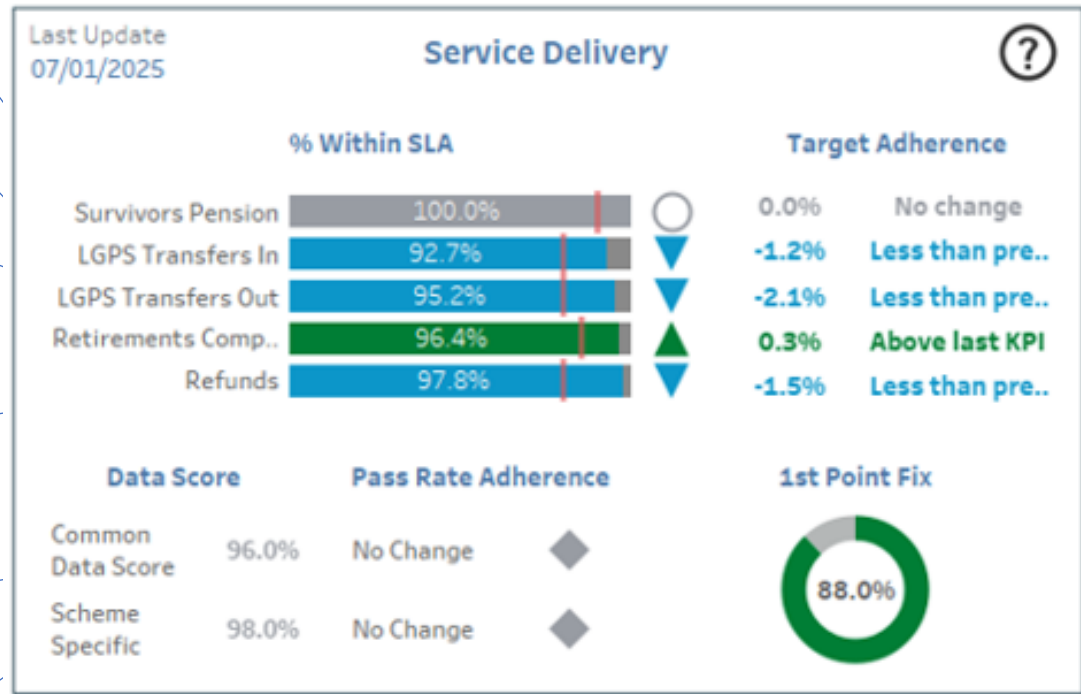 Last Update
07/01/2025
Service Delivery
?
% Within SLA
Target Adherence
Survivors Pension 100.0% 0.0% No change
LGPS Transfers In 92.7% -1.2% Less than pre..
LGPS Transfers Out 95.2% -2.1% Less than pre..
Retirements Comp.. 96.4% 0.3% Above last KPI
Refunds 97.8% -1.5% Less than pre..
Data Score Pass Rate Adherence 1st Point Fix
Common
Data Score 96.0% No Change
Scheme
Specific 98.0% No Change
88.0%